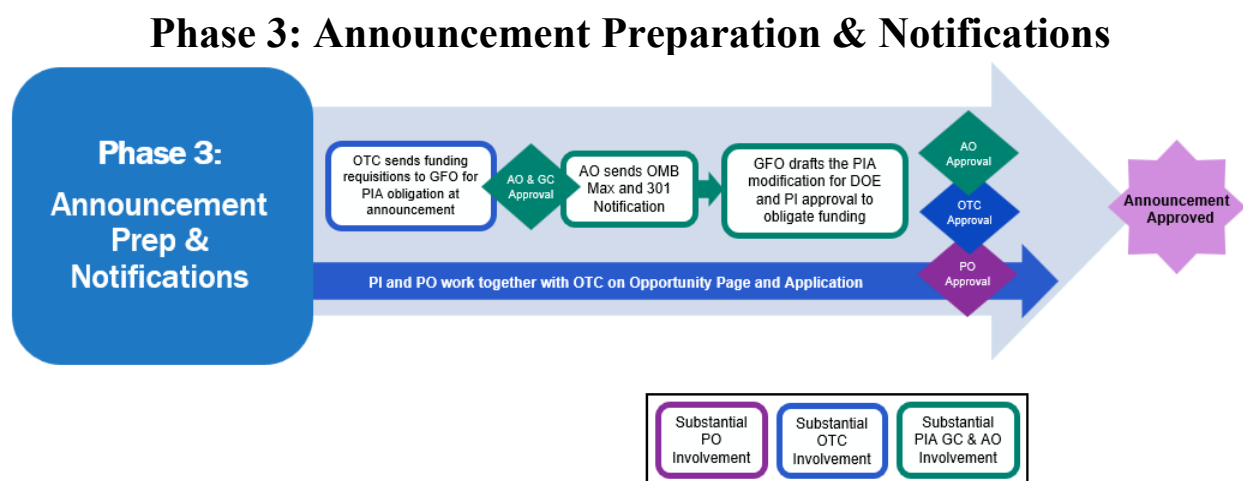 Phase 3: Announcement Preparation & Notifications
Phase 3:
Announcement
Prep &
Notifications
OTC sends funding
requisitions to GFO for
PIA obligation at
announcement
AO & GC
Approval
AO sends OMB
Max and 301
Notification
GFO drafts the PIA
modification for DOE
and PI approval to
obligate funding
AO
Approval
OTC
Approval
PO
Approval
Announcement
Approved
PI and PO work together with OTC on Opportunity Page and Application
Substantial
PO
Involvement
Substantial
OTC
Involvement
Substantial
PIA GC & AO
Involvement